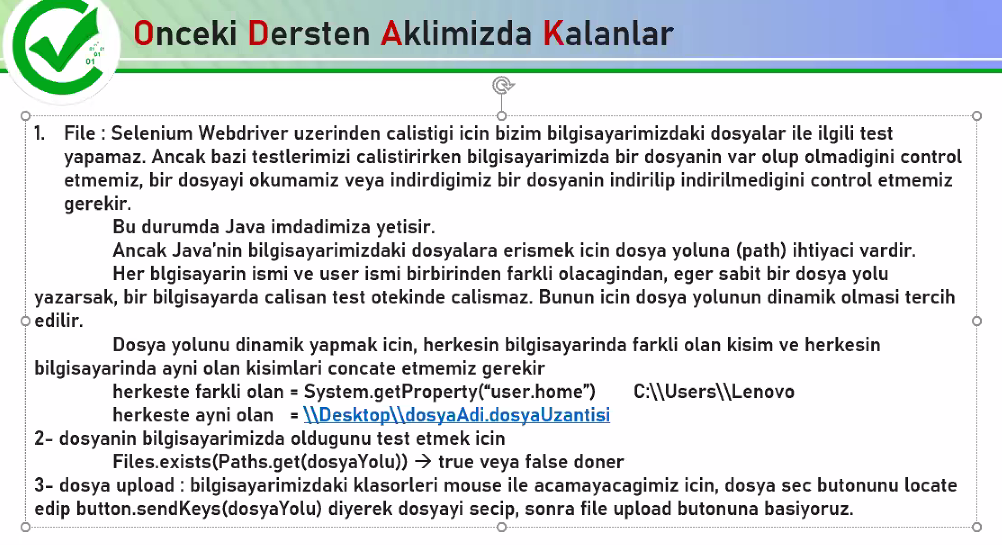 Onceki Dersten Aklimizda Kalanlar
1. File : Selenium Webdriver uzerinden calistigi icin bizim bilgisayarimizdaki dosyalar ile ilgili test
yapamaz. Ancak bazi testlerimizi calistirirken bilgisayarimizda bir dosyanin var olup olmadigini control
etmemiz, bir dosyayi okumamiz veya indirdigimiz bir dosyanin indirilip indirilmedigini control etmemiz
gerekir.
Bu durumda Java imdadimiza yetisir.
Ancak Java'nin bilgisayarimizdaki dosyalara erismek icin dosya yoluna (path) ihtiyaci vardir.
Her blgisayarin ismi ve user ismi birbirinden farkli olacagindan, eger sabit bir dosya yolu
yazarsak, bir bilgisayarda calisan test otekinde calismaz. Bunun icin dosya yolunun dinamik olmasi tercih
edilir.
Dosya yolunu dinamik yapmak icin, herkesin bilgisayarinda farkli olan kisim ve herkesin
bilgisayarinda ayni olan kisimlari concate etmemiz gerekir
herkeste farkli olan = System.getProperty(“user.home”) C:\\Users\\Lenovo
herkeste ayni olan = \\Desktop\\dosyaAdi.dosyaUzantisi
2- dosyanin bilgisayarimizda oldugunu test etmek icin
Files.exists(Paths.get(dosyaYolu)) → true veya false doner
3- dosya upload : bilgisayarimizdaki klasorleri mouse ile acamayacagimiz icin, dosya sec butonunu locate
edip button.sendKeys(dosyaYolu) diyerek dosyayi secip, sonra file upload butonuna basiyoruz.